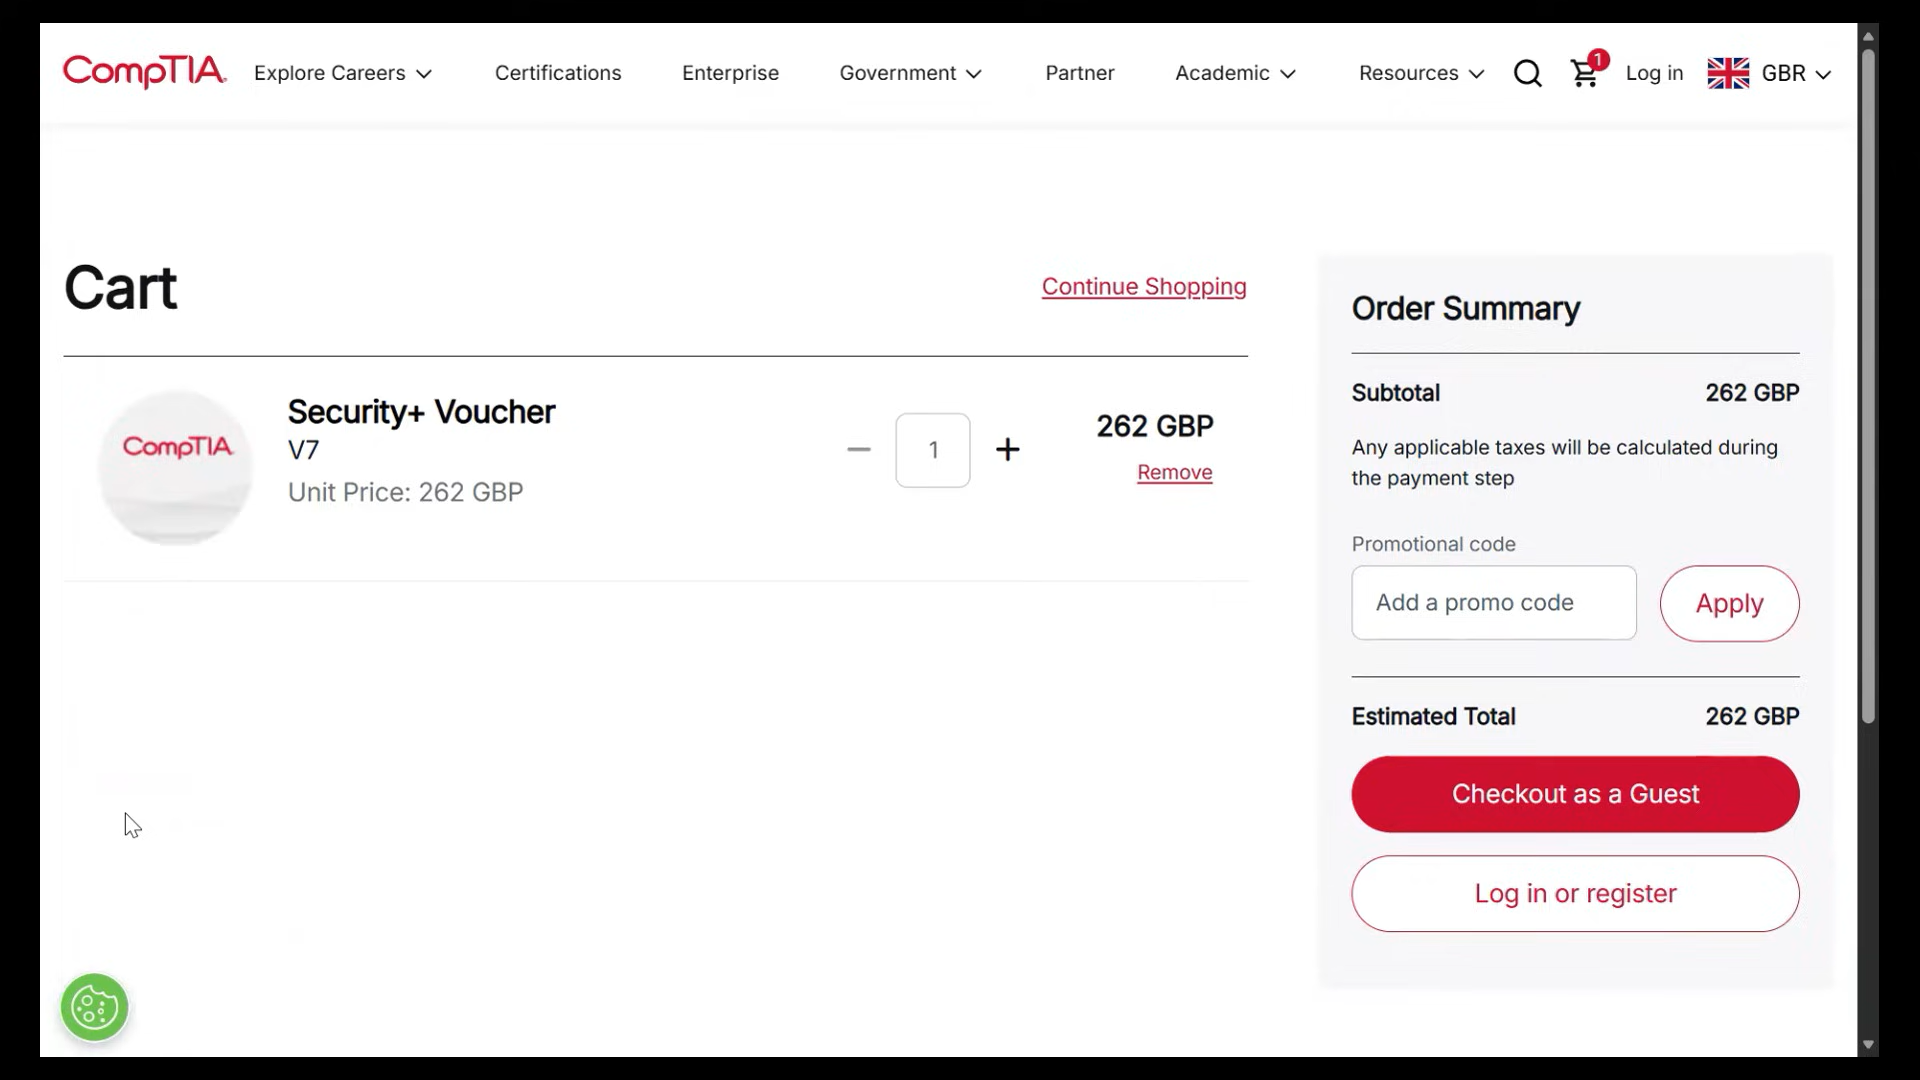 CompTIA. Explore Careers Certifications Enterprise Government Partner Academic Resources 1 Log in GBR
Cart
Continue Shopping
CompTIA.
Security+ Voucher
V7
Unit Price: 262 GBP
1
262 GBP
Remove
Order Summary
Subtotal 262 GBP
Any applicable taxes will be calculated during
the payment step
Promotional code
Add a promo code Apply
Estimated Total 262 GBP
Checkout as a Guest
Log in or register